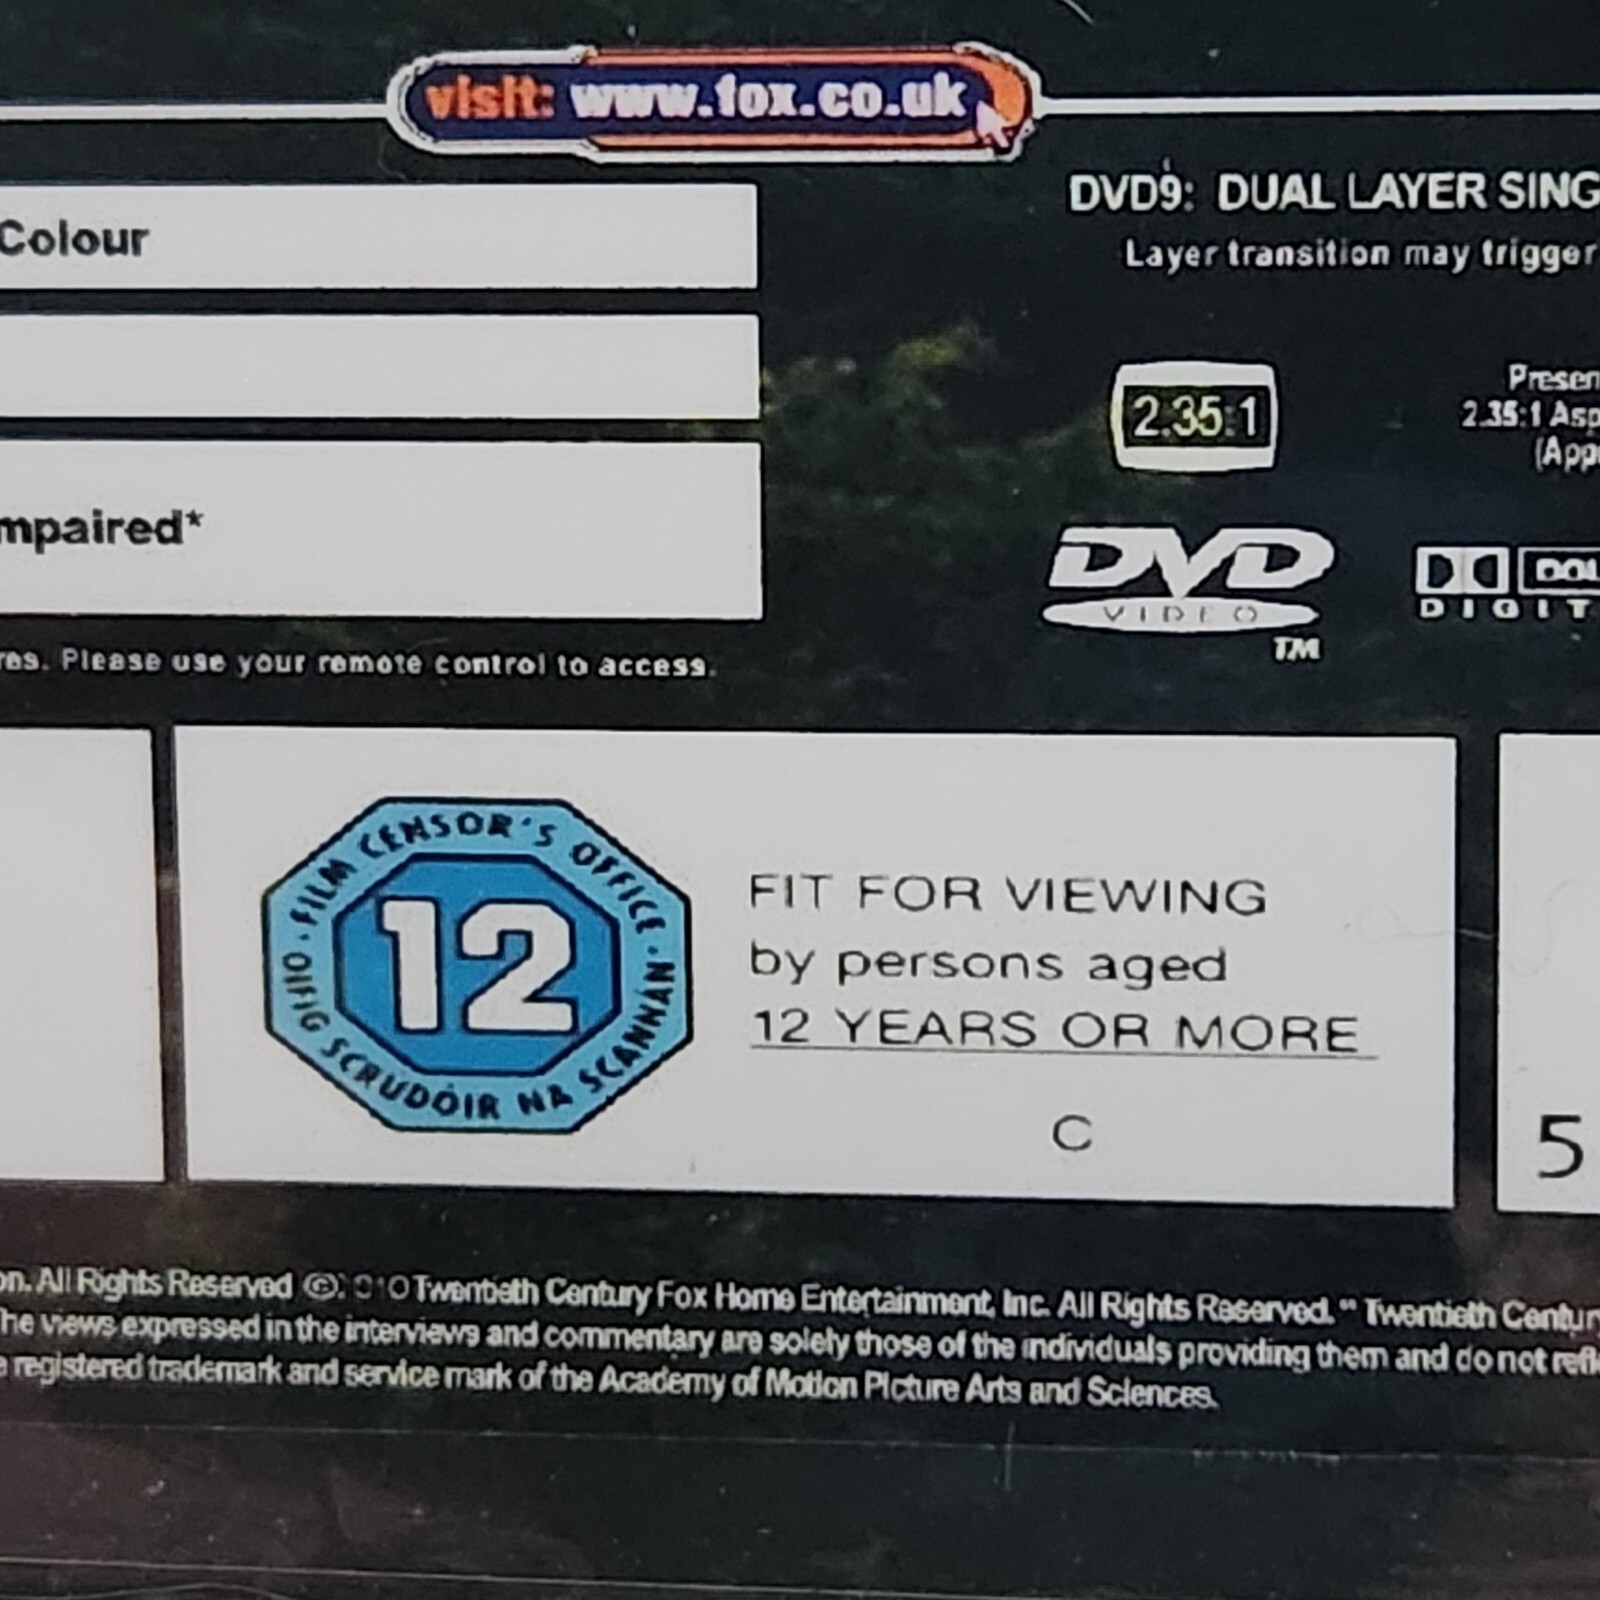 visit: www.fox.co.uk
Colour
DVD9: DUAL LAYER SING
Layer transition may trigger
2.35:1
Presen
2.35:1 Asp
(App
mpaired*
DVD
VIDEO
TM
DOL
DIGIT
res. Please use your remote control to access.
· FILM CENSOR'S OFFICE ·
12
OIFIG SCRÚDÓIR NA SCANNÁN
FIT FOR VIEWING
by persons aged
12 YEARS OR MORE
C
5
on. All Rights Reserved © Twentieth Century Fox Home Entertainment, Inc. All Rights Reserved. " Twentieth Century
The views expressed in the interviews and commentary are solely those of the individuals providing them and do not refle
e registered trademark and service mark of the Academy of Motion Picture Arts and Sciences.